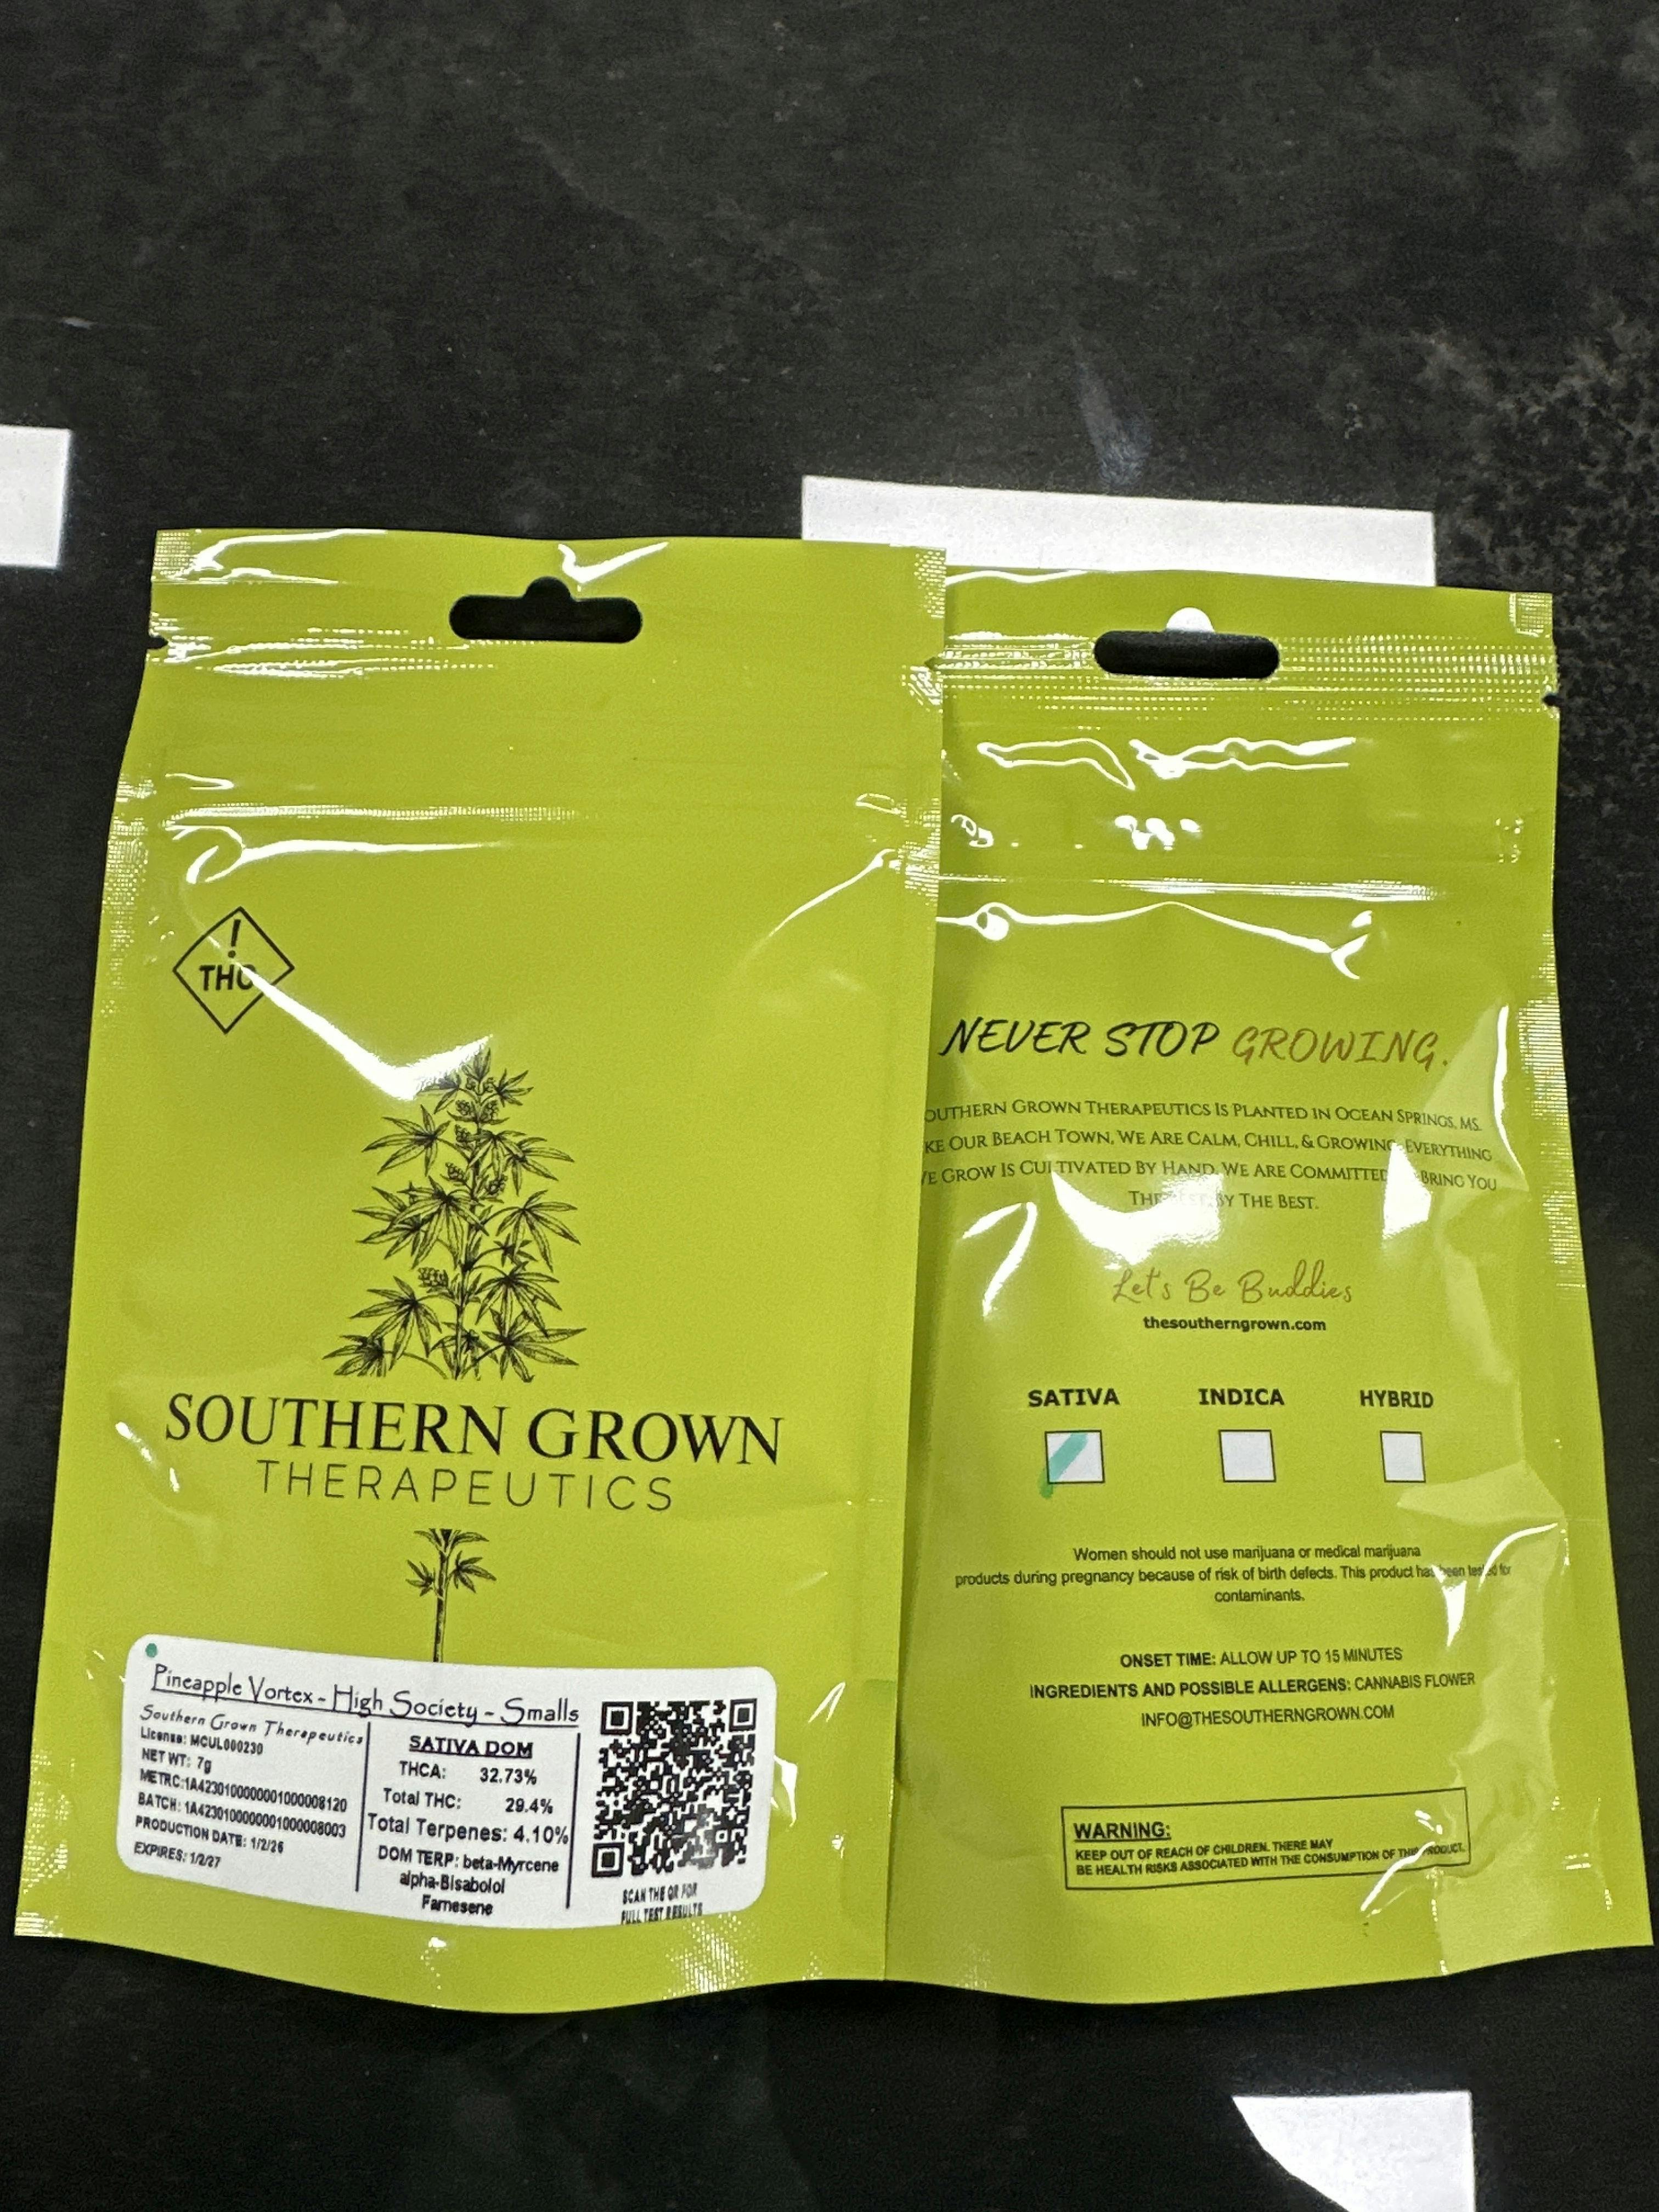 !
THC
SOUTHERN GROWN
THERAPEUTICS
Pineapple Vortex - High Society - Smalls
Southern Grown Therapeutics
License: MCUL000230
NET WT: 7g
METRC:1A4230100000001000008120
BATCH: 1A4230100000001000008003
PRODUCTION DATE: 1/2/26
EXPIRES: 1/2/27
SATIVA DOM
THCA: 32.73%
Total THC: 29.4%
Total Terpenes: 4.10%
DOM TERP: beta-Myrcene
alpha-Bisabolol
Farnesene
SCAN THE QR FOR
FULL TEST RESULTS
NEVER STOP GROWING.
OUTHERN GROWN THERAPEUTICS IS PLANTED IN OCEAN SPRINGS, MS.
KE OUR BEACH TOWN, WE ARE CALM, CHILL, & GROWING. EVERYTHING
E GROW IS CULTIVATED BY HAND. WE ARE COMMITTED BRING YOU
THE BY THE BEST.
Let's Be Buddies
thesoutherngrown.com
SATIVA INDICA HYBRID
Women should not use marijuana or medical marijuana
products during pregnancy because of risk of birth defects. This product has been tested for
contaminants.
ONSET TIME: ALLOW UP TO 15 MINUTES
INGREDIENTS AND POSSIBLE ALLERGENS: CANNABIS FLOWER
INFO@THESOUTHERNGROWN.COM
WARNING:
KEEP OUT OF REACH OF CHILDREN. THERE MAY
BE HEALTH RISKS ASSOCIATED WITH THE CONSUMPTION OF THIS PRODUCT.